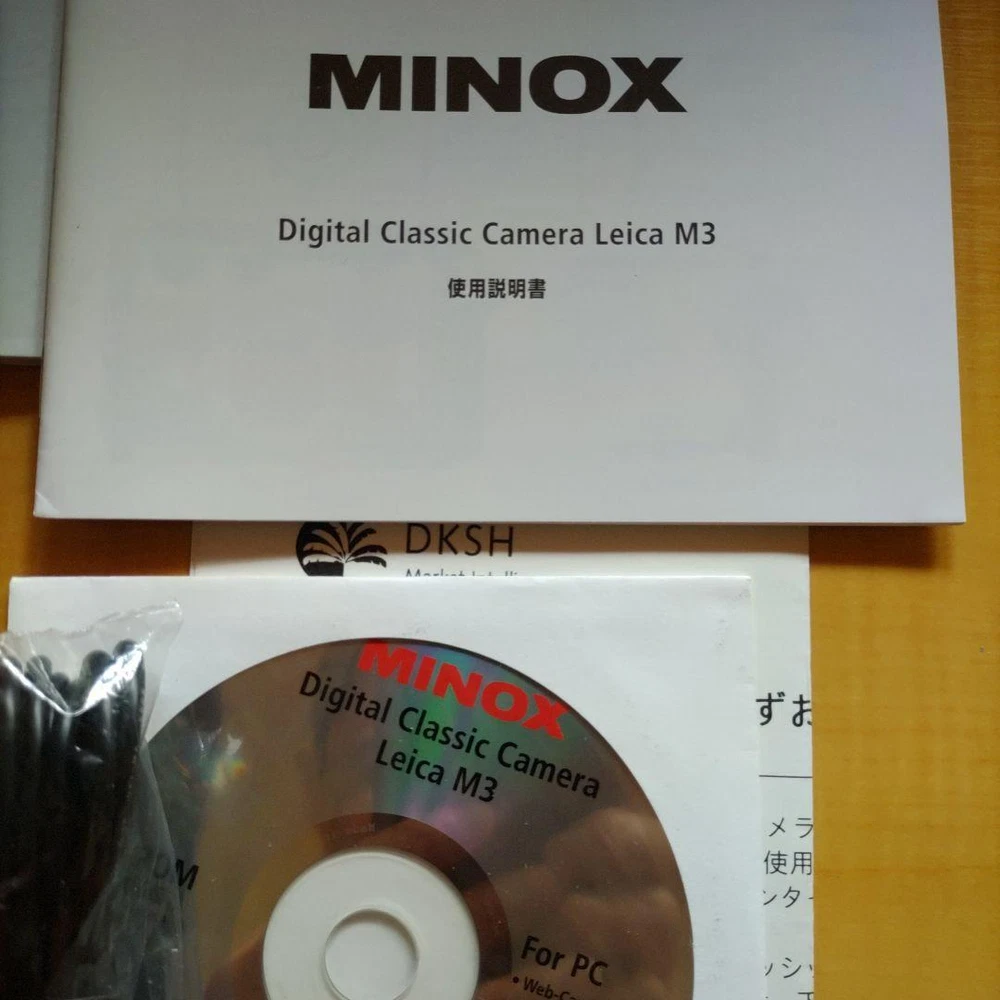 MINOX
Digital Classic Camera Leica M3
使用説明書
DKSH
MINOX
Digital Classic Camera
Leica M3
ずお
メラ
使用
ンタ
For PC